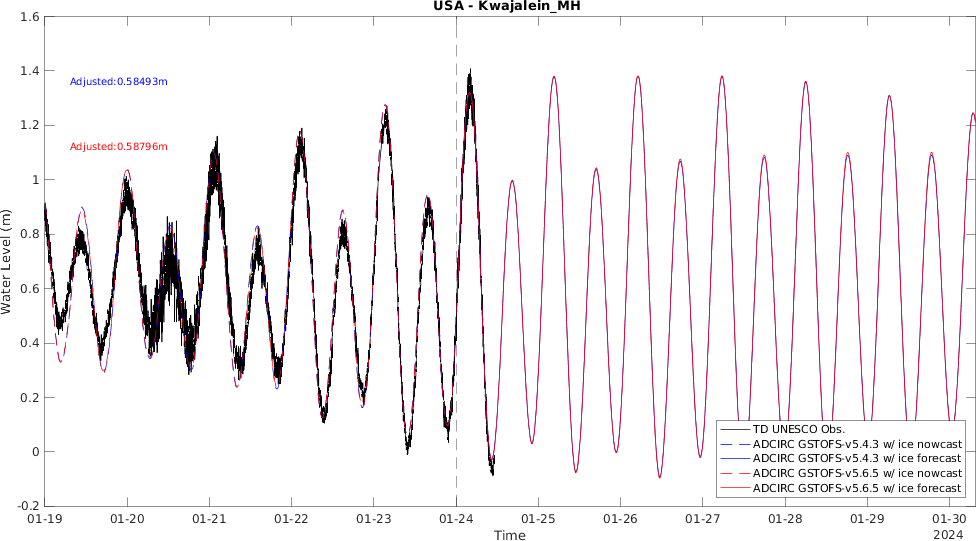 USA - Kwajalein_MH
1.6
1.4
1.2
1
0.8
0.6
0.4
0.2
0
-0.2
Water Level (m)
Adjusted:0.58493m
Adjusted:0.58796m
TD UNESCO Obs.
ADCIRC GSTOFS-v5.4.3 w/ ice nowcast
ADCIRC GSTOFS-v5.4.3 w/ ice forecast
ADCIRC GSTOFS-v5.6.5 w/ ice nowcast
ADCIRC GSTOFS-v5.6.5 w/ ice forecast
01-19 01-20 01-21 01-22 01-23 01-24 01-25 01-26 01-27 01-28 01-29 01-30
Time
2024